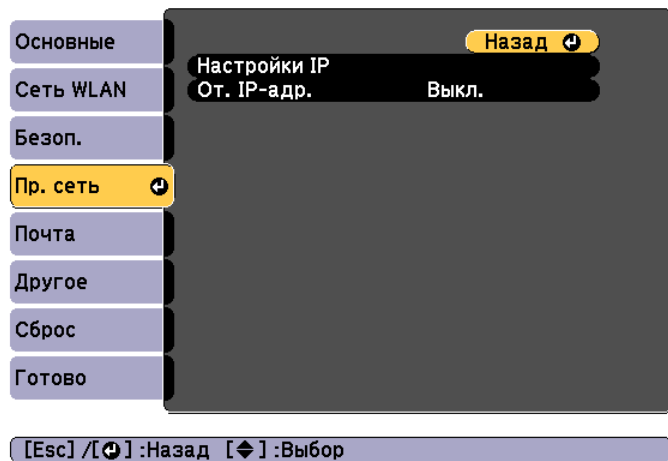 Основные
Сеть WLAN
Безоп.
Пр. сеть
Почта
Другое
Сброс
Готово
Назад
Настройки IP
От. IP-адр. Выкл.
[Esc] /[⏎] :Назад [◆] :Выбор